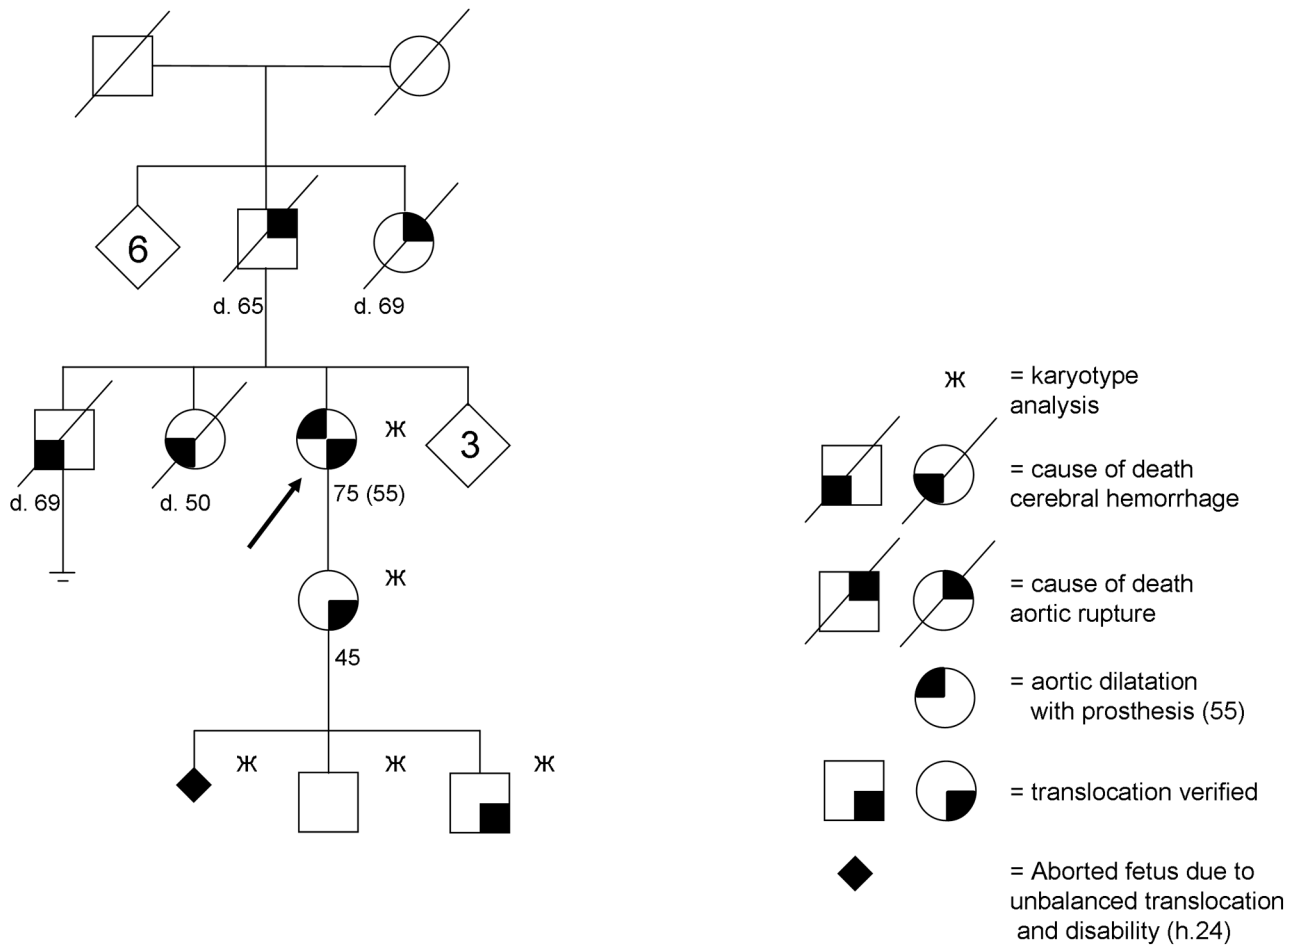 6
d. 65
d. 69
3
d. 69
d. 50
75 (55)
45
ж
ж
ж
ж
ж
ж = karyotype
analysis
= cause of death
cerebral hemorrhage
= cause of death
aortic rupture
= aortic dilatation
with prosthesis (55)
= translocation verified
= Aborted fetus due to
unbalanced translocation
and disability (h.24)